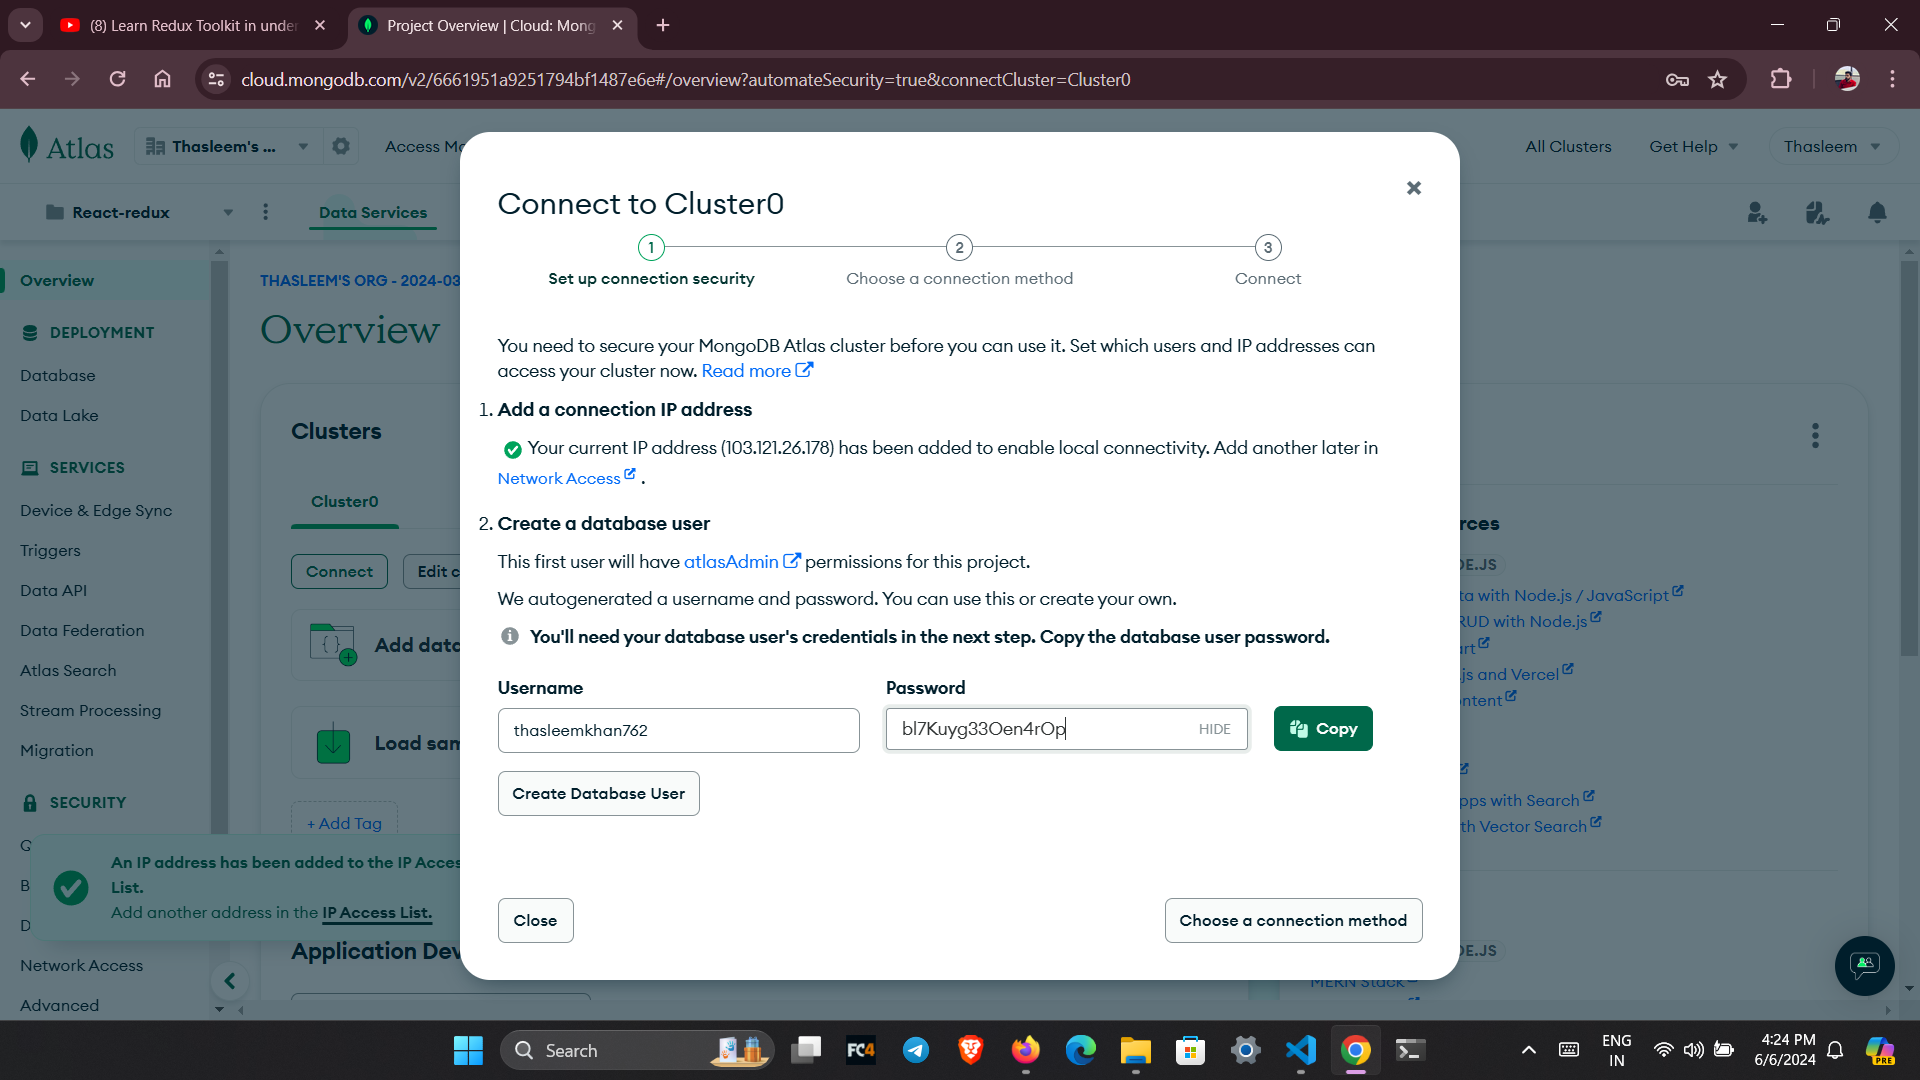 (8) Learn Redux Toolkit in unde
Project Overview | Cloud: Mong
cloud.mongodb.com/v2/6661951a9251794bf1487e6e#/overview?automateSecurity=true&connectCluster=Cluster0
Atlas
Thasleem's ...
Access
All Clusters
Get Help
Thasleem
React-redux
Data Services
Overview
DEPLOYMENT
Database
Data Lake
SERVICES
Device & Edge Sync
Triggers
Data API
Data Federation
Atlas Search
Stream Processing
Migration
SECURITY
Network Access
Advanced
THASLEEM'S ORG - 2024-03
Overview
Clusters
Cluster0
Connect
Edit c
Add data
Load sam
+ Add Tag
An IP address has been added to the IP Acces
List.
Add another address in the IP Access List.
Application Dev
Connect to Cluster0
1
2
3
Set up connection security
Choose a connection method
Connect
You need to secure your MongoDB Atlas cluster before you can use it. Set which users and IP addresses can
access your cluster now. Read more
1. Add a connection IP address
Your current IP address (103.121.26.178) has been added to enable local connectivity. Add another later in
Network Access .
2. Create a database user
This first user will have atlasAdmin permissions for this project.
We autogenerated a username and password. You can use this or create your own.
You'll need your database user's credentials in the next step. Copy the database user password.
Username
Password
thasleemkhan762
bl7Kuyg33Oen4rOp
HIDE
Copy
Create Database User
Close
Choose a connection method
rces
DE.JS
ta with Node.js / JavaScript
RUD with Node.js
art
.js and Vercel
ontent
pps with Search
th Vector Search
DE.JS
MERN Stack
Search
FC4
ENG
IN
4:24 PM
6/6/2024
PRE